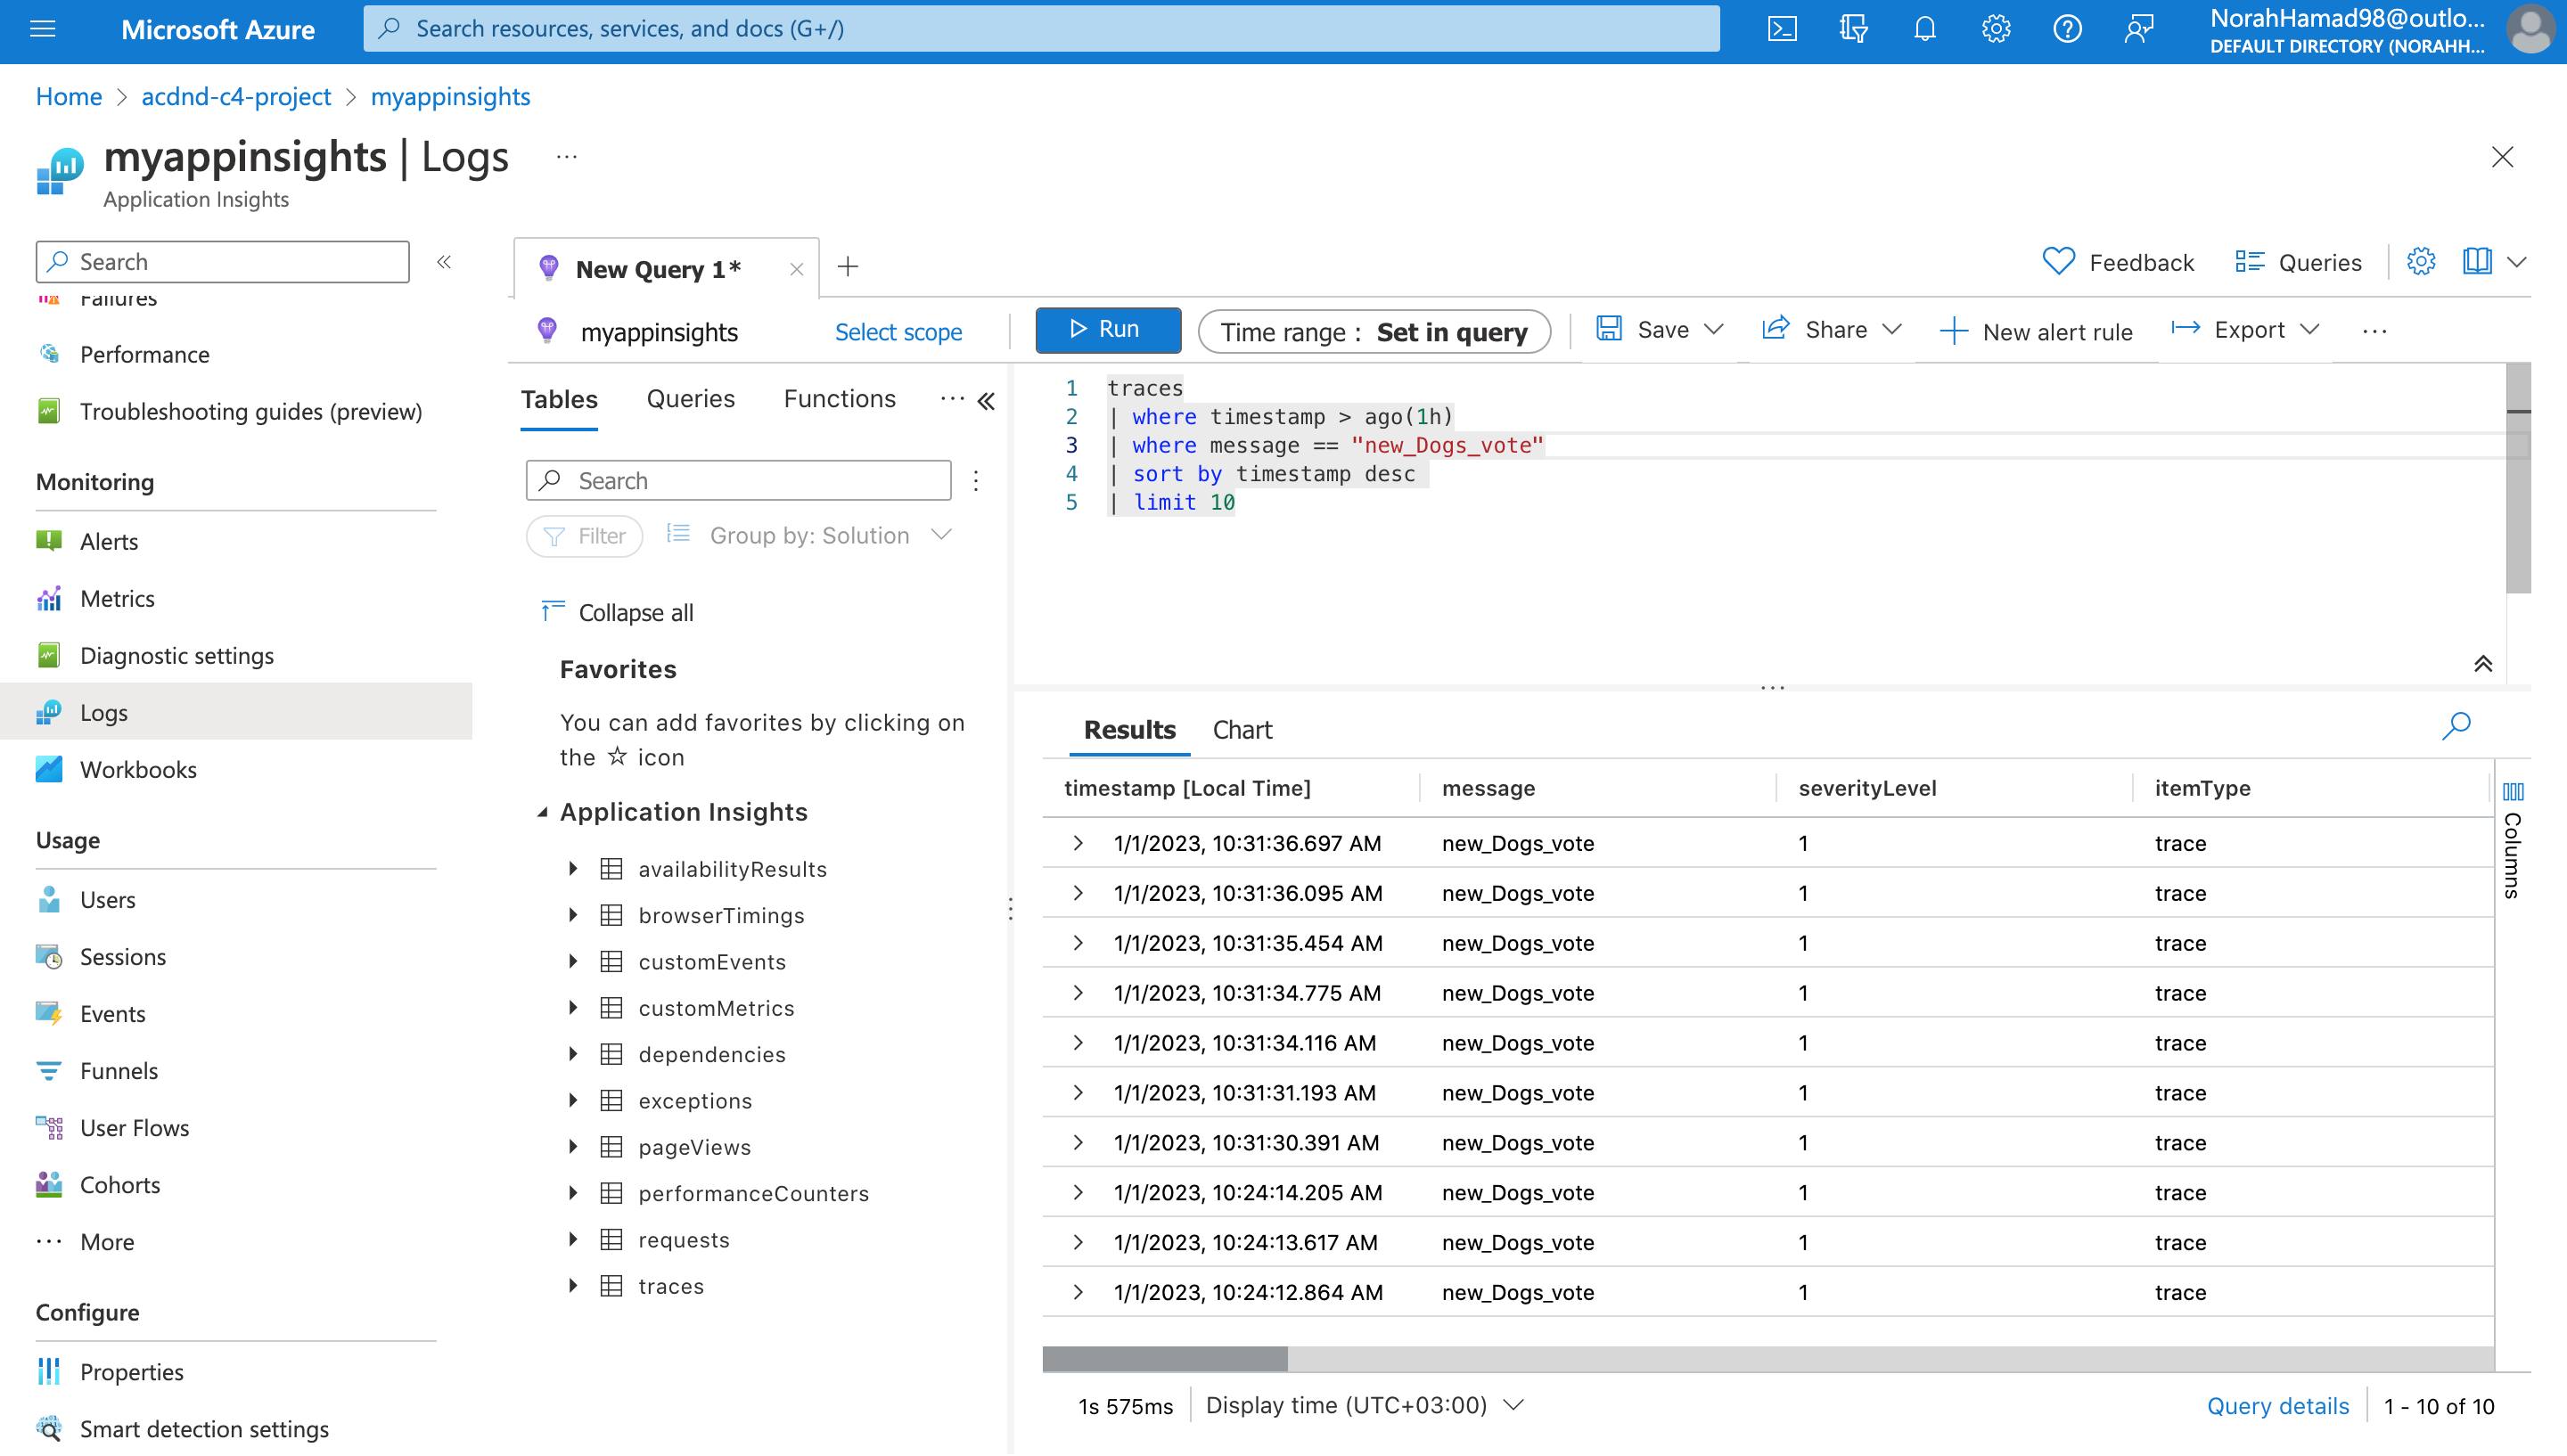 Microsoft Azure
Search resources, services, and docs (G+/)
NorahHamad98@outlo...
DEFAULT DIRECTORY (NORAHH...
Home > acdnd-c4-project > myappinsights
myappinsights | Logs ...
Application Insights
Search
Failures
Performance
Troubleshooting guides (preview)
Monitoring
Alerts
Metrics
Diagnostic settings
Logs
Workbooks
Usage
Users
Sessions
Events
Funnels
User Flows
Cohorts
More
Configure
Properties
Smart detection settings
New Query 1*
Feedback
Queries
myappinsights
Select scope
Run
Time range : Set in query
Save
Share
New alert rule
Export
Tables
Queries
Functions
Search
Filter
Group by: Solution
Collapse all
Favorites
You can add favorites by clicking on
the ☆ icon
Application Insights
availabilityResults
browserTimings
customEvents
customMetrics
dependencies
exceptions
pageViews
performanceCounters
requests
traces
1 traces
2 | where timestamp > ago(1h)
3 | where message == "new_Dogs_vote"
4 | sort by timestamp desc
5 | limit 10
Results
Chart
timestamp [Local Time] message severityLevel itemType
1/1/2023, 10:31:36.697 AM new_Dogs_vote 1 trace
1/1/2023, 10:31:36.095 AM new_Dogs_vote 1 trace
1/1/2023, 10:31:35.454 AM new_Dogs_vote 1 trace
1/1/2023, 10:31:34.775 AM new_Dogs_vote 1 trace
1/1/2023, 10:31:34.116 AM new_Dogs_vote 1 trace
1/1/2023, 10:31:31.193 AM new_Dogs_vote 1 trace
1/1/2023, 10:31:30.391 AM new_Dogs_vote 1 trace
1/1/2023, 10:24:14.205 AM new_Dogs_vote 1 trace
1/1/2023, 10:24:13.617 AM new_Dogs_vote 1 trace
1/1/2023, 10:24:12.864 AM new_Dogs_vote 1 trace
Columns
1s 575ms
Display time (UTC+03:00)
Query details
1 - 10 of 10